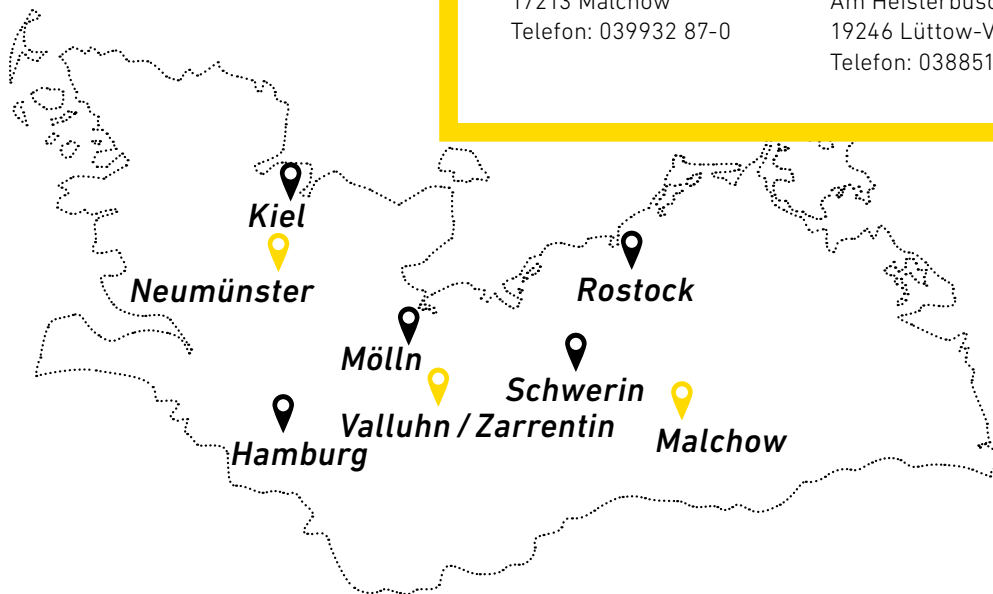 17213 Malchow
Telefon: 039932 87-0
19246 Lüttow-V
Telefon: 038851
Kiel
Neumünster
Rostock
Mölln
Schwerin
Valluhn / Zarrentin
Malchow
Hamburg